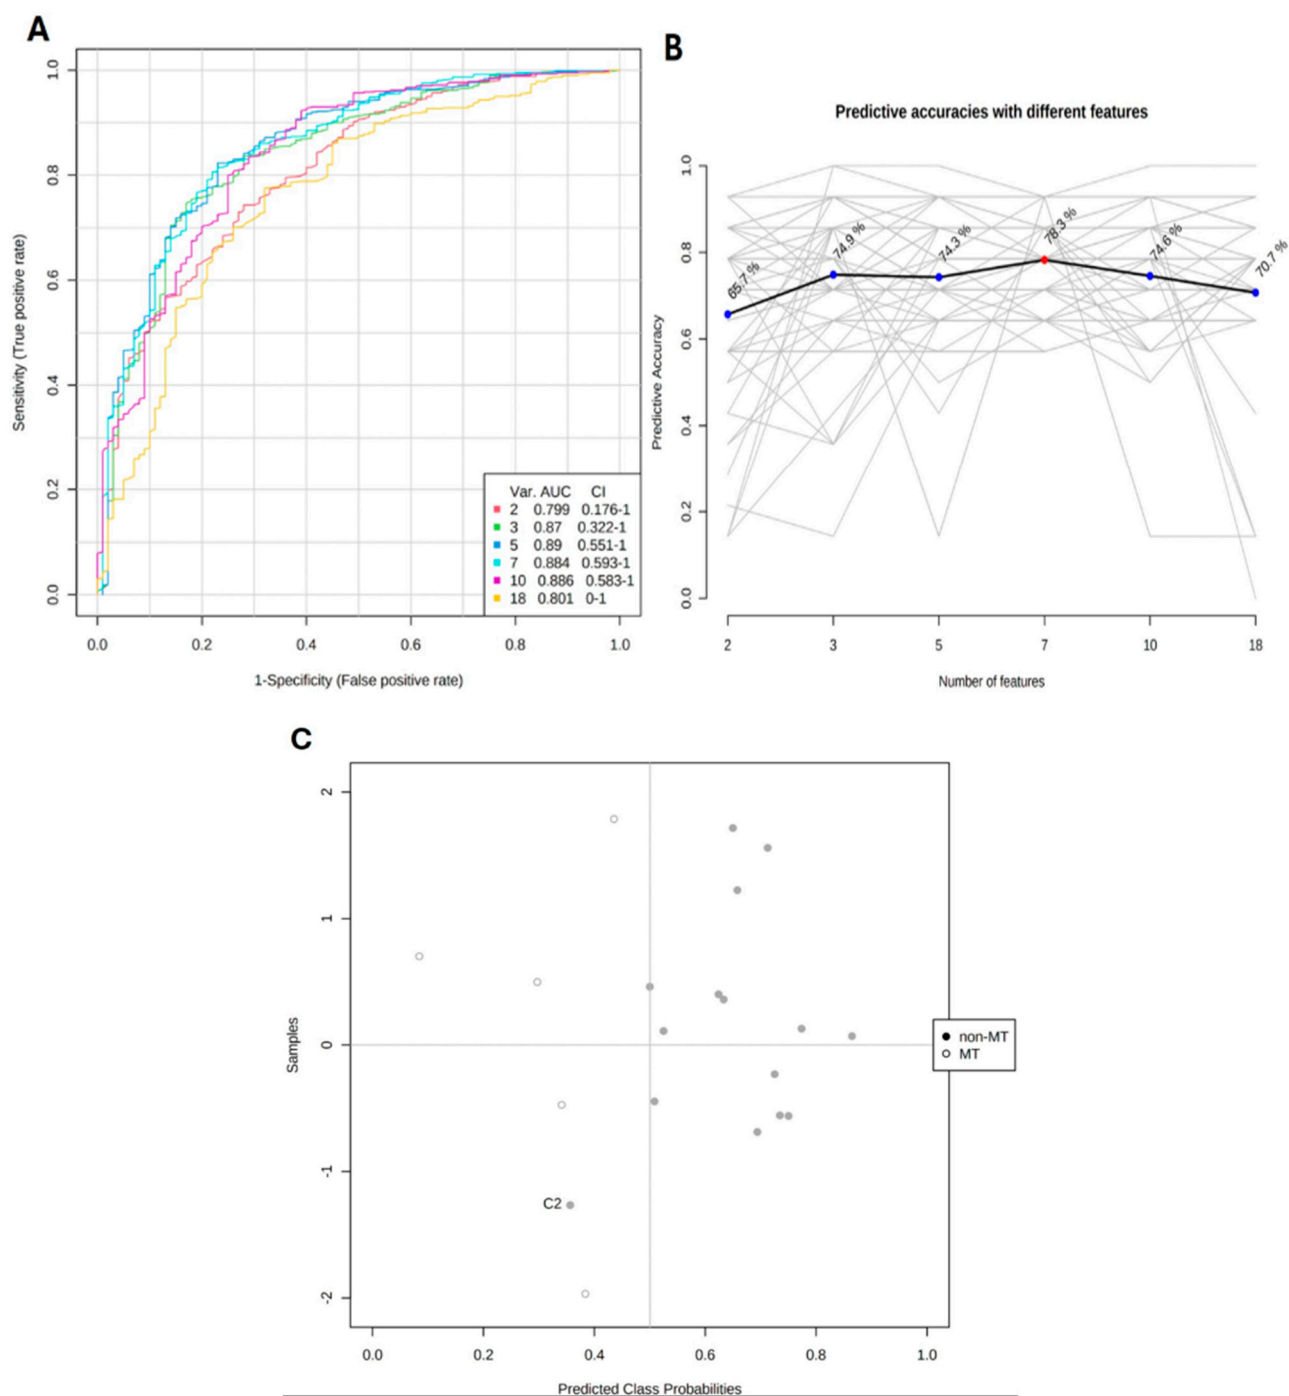 A
1.0
0.8
0.6
0.4
0.2
0.0
Sensitivity (True positive rate)
Var. AUC CI
2 0.799 0.176-1
3 0.87 0.322-1
5 0.89 0.551-1
7 0.884 0.593-1
10 0.886 0.583-1
18 0.801 0-1
0.0 0.2 0.4 0.6 0.8 1.0
1-Specificity (False positive rate)
B
Predictive accuracies with different features
1.0
0.8
0.6
0.4
0.2
0.0
Predictive Accuracy
65.7 %
74.9 %
74.3 %
78.3 %
74.6 %
70.7 %
2 3 5 7 10 18
Number of features
C
2
1
0
-1
-2
Samples
C2
non-MT
MT
0.0 0.2 0.4 0.6 0.8 1.0
Predicted Class Probabilities